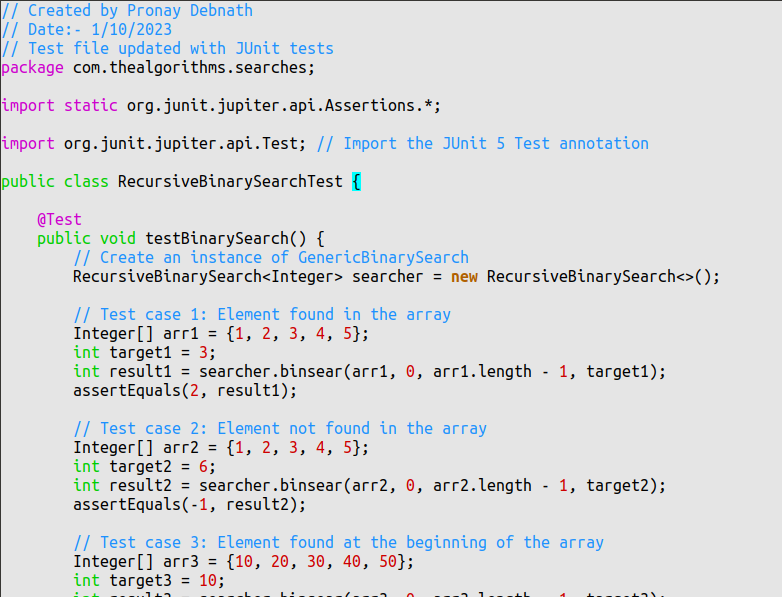 // Created by Pronay Debnath
// Date:- 1/10/2023
// Test file updated with JUnit tests
package com.thealgorithms.searches;
import static org.junit.jupiter.api.Assertions.*;
import org.junit.jupiter.api.Test; // Import the JUnit 5 Test annotation
public class RecursiveBinarySearchTest {
@Test
public void testBinarySearch() {
// Create an instance of GenericBinarySearch
RecursiveBinarySearch<Integer> searcher = new RecursiveBinarySearch<>();
// Test case 1: Element found in the array
Integer[] arr1 = {1, 2, 3, 4, 5};
int target1 = 3;
int result1 = searcher.binsear(arr1, 0, arr1.length - 1, target1);
assertEquals(2, result1);
// Test case 2: Element not found in the array
Integer[] arr2 = {1, 2, 3, 4, 5};
int target2 = 6;
int result2 = searcher.binsear(arr2, 0, arr2.length - 1, target2);
assertEquals(-1, result2);
// Test case 3: Element found at the beginning of the array
Integer[] arr3 = {10, 20, 30, 40, 50};
int target3 = 10;